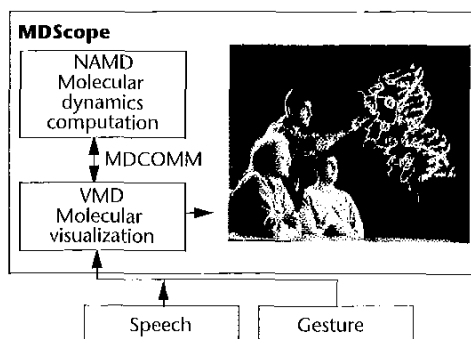 MDScope
NAMD
Molecular
dynamics
computation
MDCOMM
VMD
Molecular
visualization
Speech
Gesture